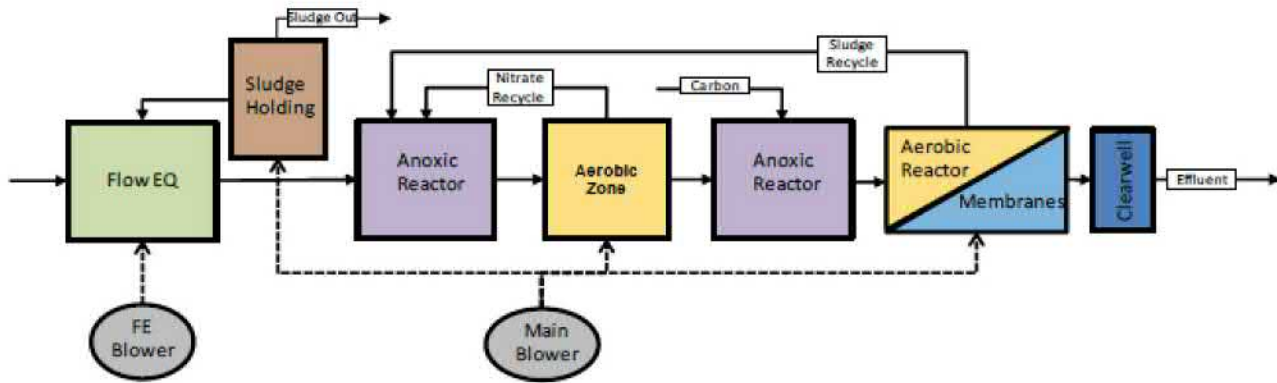 Sludge Out
Sludge
Holding
Sludge
Recycle
Nitrate
Recycle
Carbon
Flow EQ
Anoxic
Reactor
Aerobic
Zone
Anoxic
Reactor
Aerobic
Reactor
Membranes
Clearwell
Effluent
FE
Blower
Main
Blower